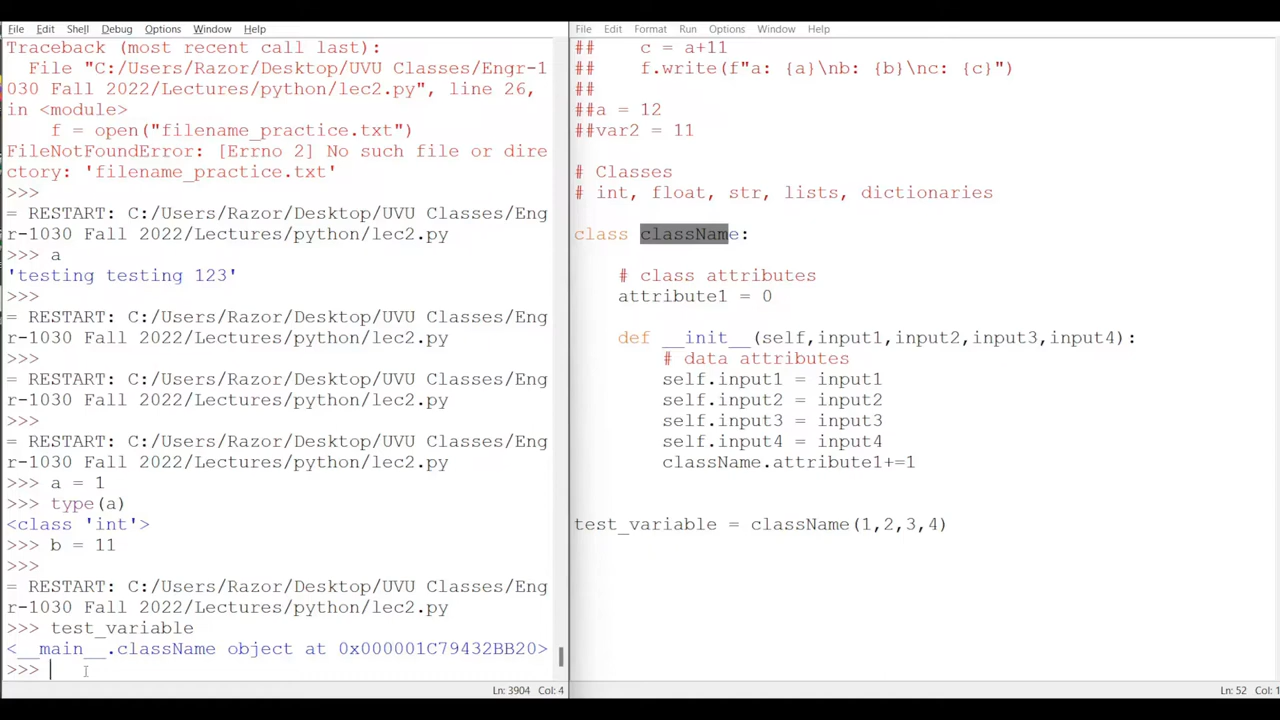 File Edit Shell Debug Options Window Help
Traceback (most recent call last):
File "C:/Users/Razor/Desktop/UVU Classes/Engr-1
030 Fall 2022/Lectures/python/lec2.py", line 26,
in <module>
f = open("filename_practice.txt")
FileNotFoundError: [Errno 2] No such file or dire
ctory: 'filename_practice.txt'
>>>
= RESTART: C:/Users/Razor/Desktop/UVU Classes/Eng
r-1030 Fall 2022/Lectures/python/lec2.py
>>> a
'testing testing 123'
>>>
= RESTART: C:/Users/Razor/Desktop/UVU Classes/Eng
r-1030 Fall 2022/Lectures/python/lec2.py
>>>
= RESTART: C:/Users/Razor/Desktop/UVU Classes/Eng
r-1030 Fall 2022/Lectures/python/lec2.py
>>>
= RESTART: C:/Users/Razor/Desktop/UVU Classes/Eng
r-1030 Fall 2022/Lectures/python/lec2.py
>>> a = 1
>>> type(a)
<class 'int'>
>>> b = 11
>>>
= RESTART: C:/Users/Razor/Desktop/UVU Classes/Eng
r-1030 Fall 2022/Lectures/python/lec2.py
>>> test_variable
<__main__.className object at 0x000001C79432BB20>
>>>
Ln: 3904 Col: 4
File Edit Format Run Options Window Help
## c = a+11
## f.write(f"a: {a}\nb: {b}\nc: {c}")
##
##a = 12
##var2 = 11
# Classes
# int, float, str, lists, dictionaries
class className:
# class attributes
attribute1 = 0
def __init__(self,input1,input2,input3,input4):
# data attributes
self.input1 = input1
self.input2 = input2
self.input3 = input3
self.input4 = input4
className.attribute1+=1
test_variable = className(1,2,3,4)
Ln: 52 Col: 1